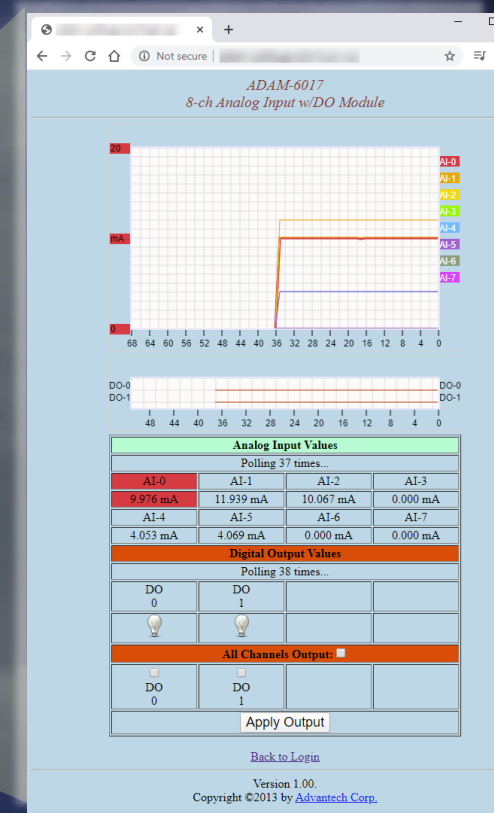 Not secure
ADAM-6017
8-ch Analog Input w/DO Module
20
AI-0
AI-1
AI-2
AI-3
AI-4
AI-5
AI-6
AI-7
mA
0
68 64 60 56 52 48 44 40 36 32 28 24 20 16 12 8 4 0
DO-0 DO-0
DO-1 DO-1
48 44 40 36 32 28 24 20 16 12 8 4 0
Analog Input Values
Polling 37 times...
AI-0 AI-1 AI-2 AI-3
9.976 mA 11.939 mA 10.067 mA 0.000 mA
AI-4 AI-5 AI-6 AI-7
4.053 mA 4.069 mA 0.000 mA 0.000 mA
Digital Output Values
Polling 38 times...
DO DO
0 1
All Channels Output:
DO DO
0 1
Apply Output
Back to Login
Version 1.00.
Copyright ©2013 by Advantech Corp.